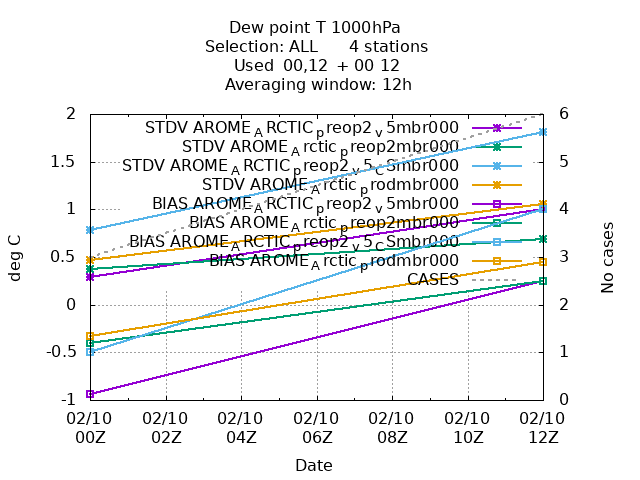 Dew point T 1000hPa
Selection: ALL 4 stations
Used 00,12 + 00 12
Averaging window: 12h
STDV AROME_ARCTIC_preop2_v5mbr000
STDV AROME_Arctic_preop2mbr000
STDV AROME_ARCTIC_preop2_v5_CSmbr000
STDV AROME_Arctic_prodmbr000
BIAS AROME_ARCTIC_preop2_v5mbr000
BIAS AROME_Arctic_preop2mbr000
BIAS AROME_ARCTIC_preop2_v5_CSmbr000
BIAS AROME_Arctic_prodmbr000
CASES
2
1.5
1
0.5
0
-0.5
-1
deg C
6
5
4
3
2
1
0
No cases
02/10 02/10 02/10 02/10 02/10 02/10 02/10
00Z 02Z 04Z 06Z 08Z 10Z 12Z
Date